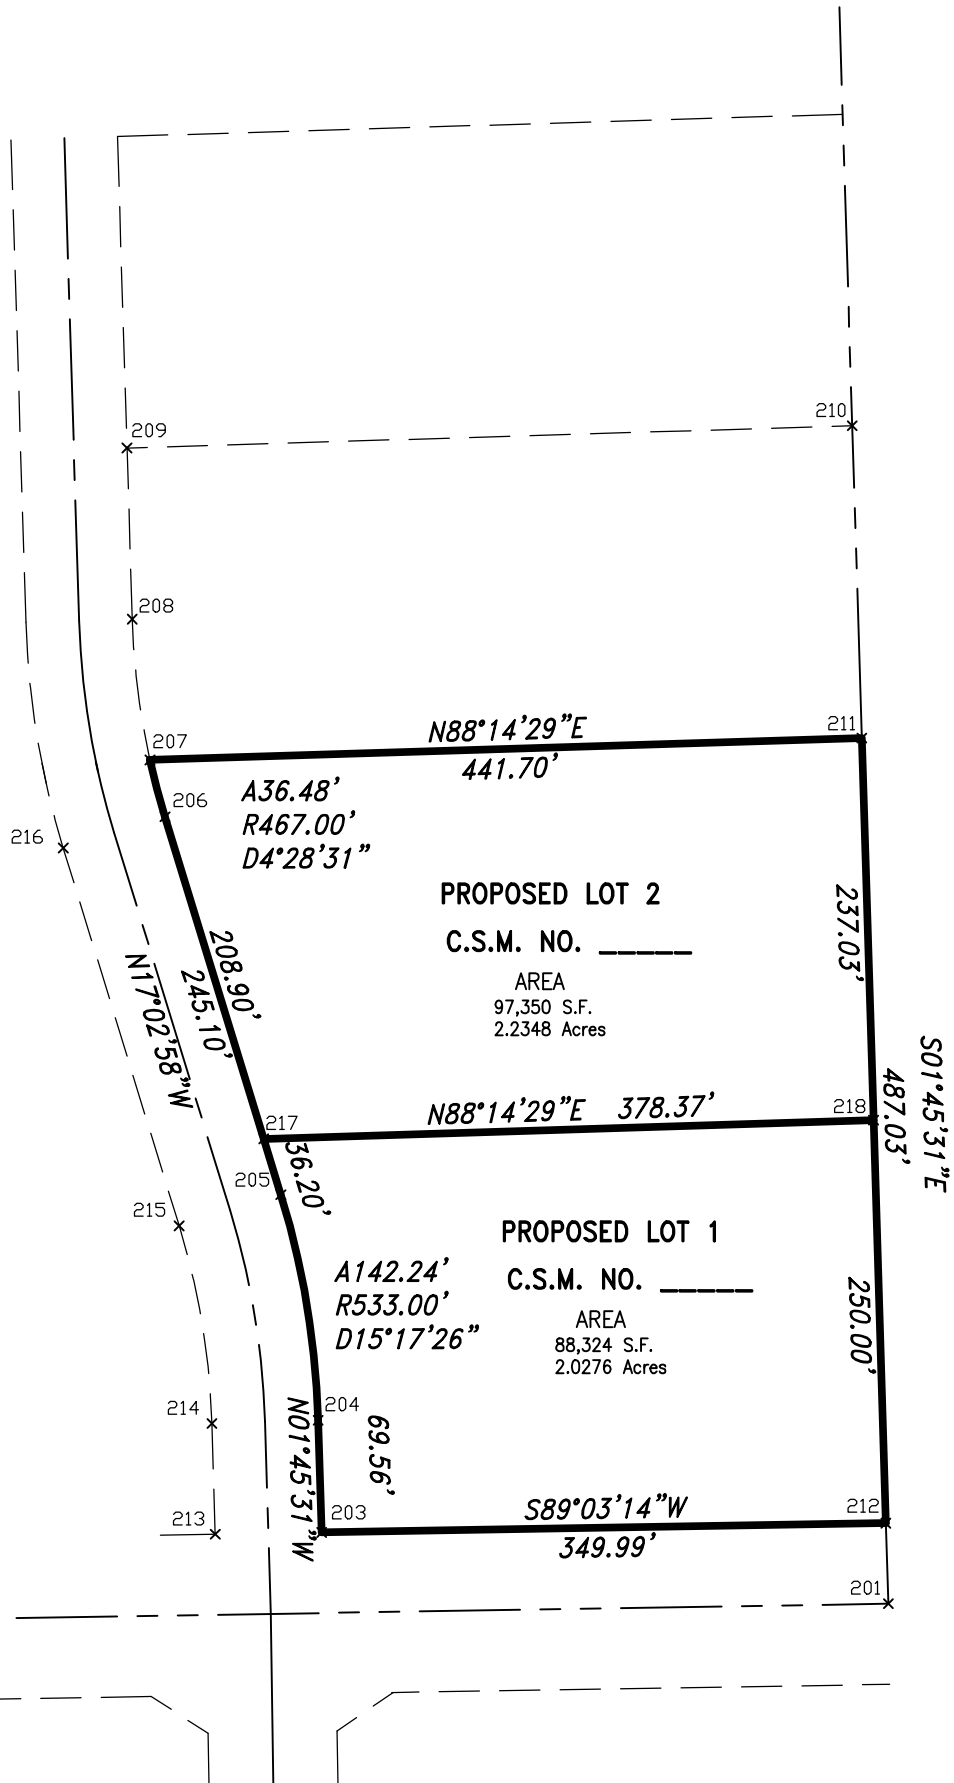 210
209
208
211
N88°14'29"E
207
441.70'
A36.48'
R467.00'
D4°28'31"
206
216
PROPOSED LOT 2
C.S.M. NO. _____
AREA
97,350 S.F.
2.2348 Acres
237.03'
208.90'
245.10'
N17°02'58"W
S01°45'31"E
487.03'
N88°14'29"E 378.37'
218
217
36.20'
205
215
PROPOSED LOT 1
C.S.M. NO. _____
AREA
88,324 S.F.
2.0276 Acres
A142.24'
R533.00'
D15°17'26"
250.00'
214
204
N01°45'31"W
69.56'
213
203
S89°03'14"W
212
349.99'
201